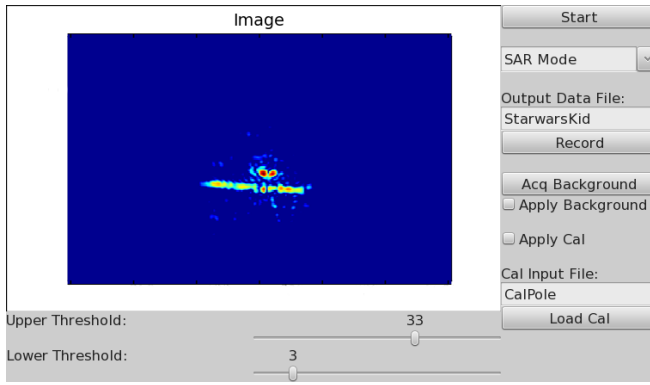 Image
Start
SAR Mode
Output Data File:
StarwarsKid
Record
Acq Background
Apply Background
Apply Cal
Cal Input File:
CalPole
Load Cal
Upper Threshold:
33
Lower Threshold:
3